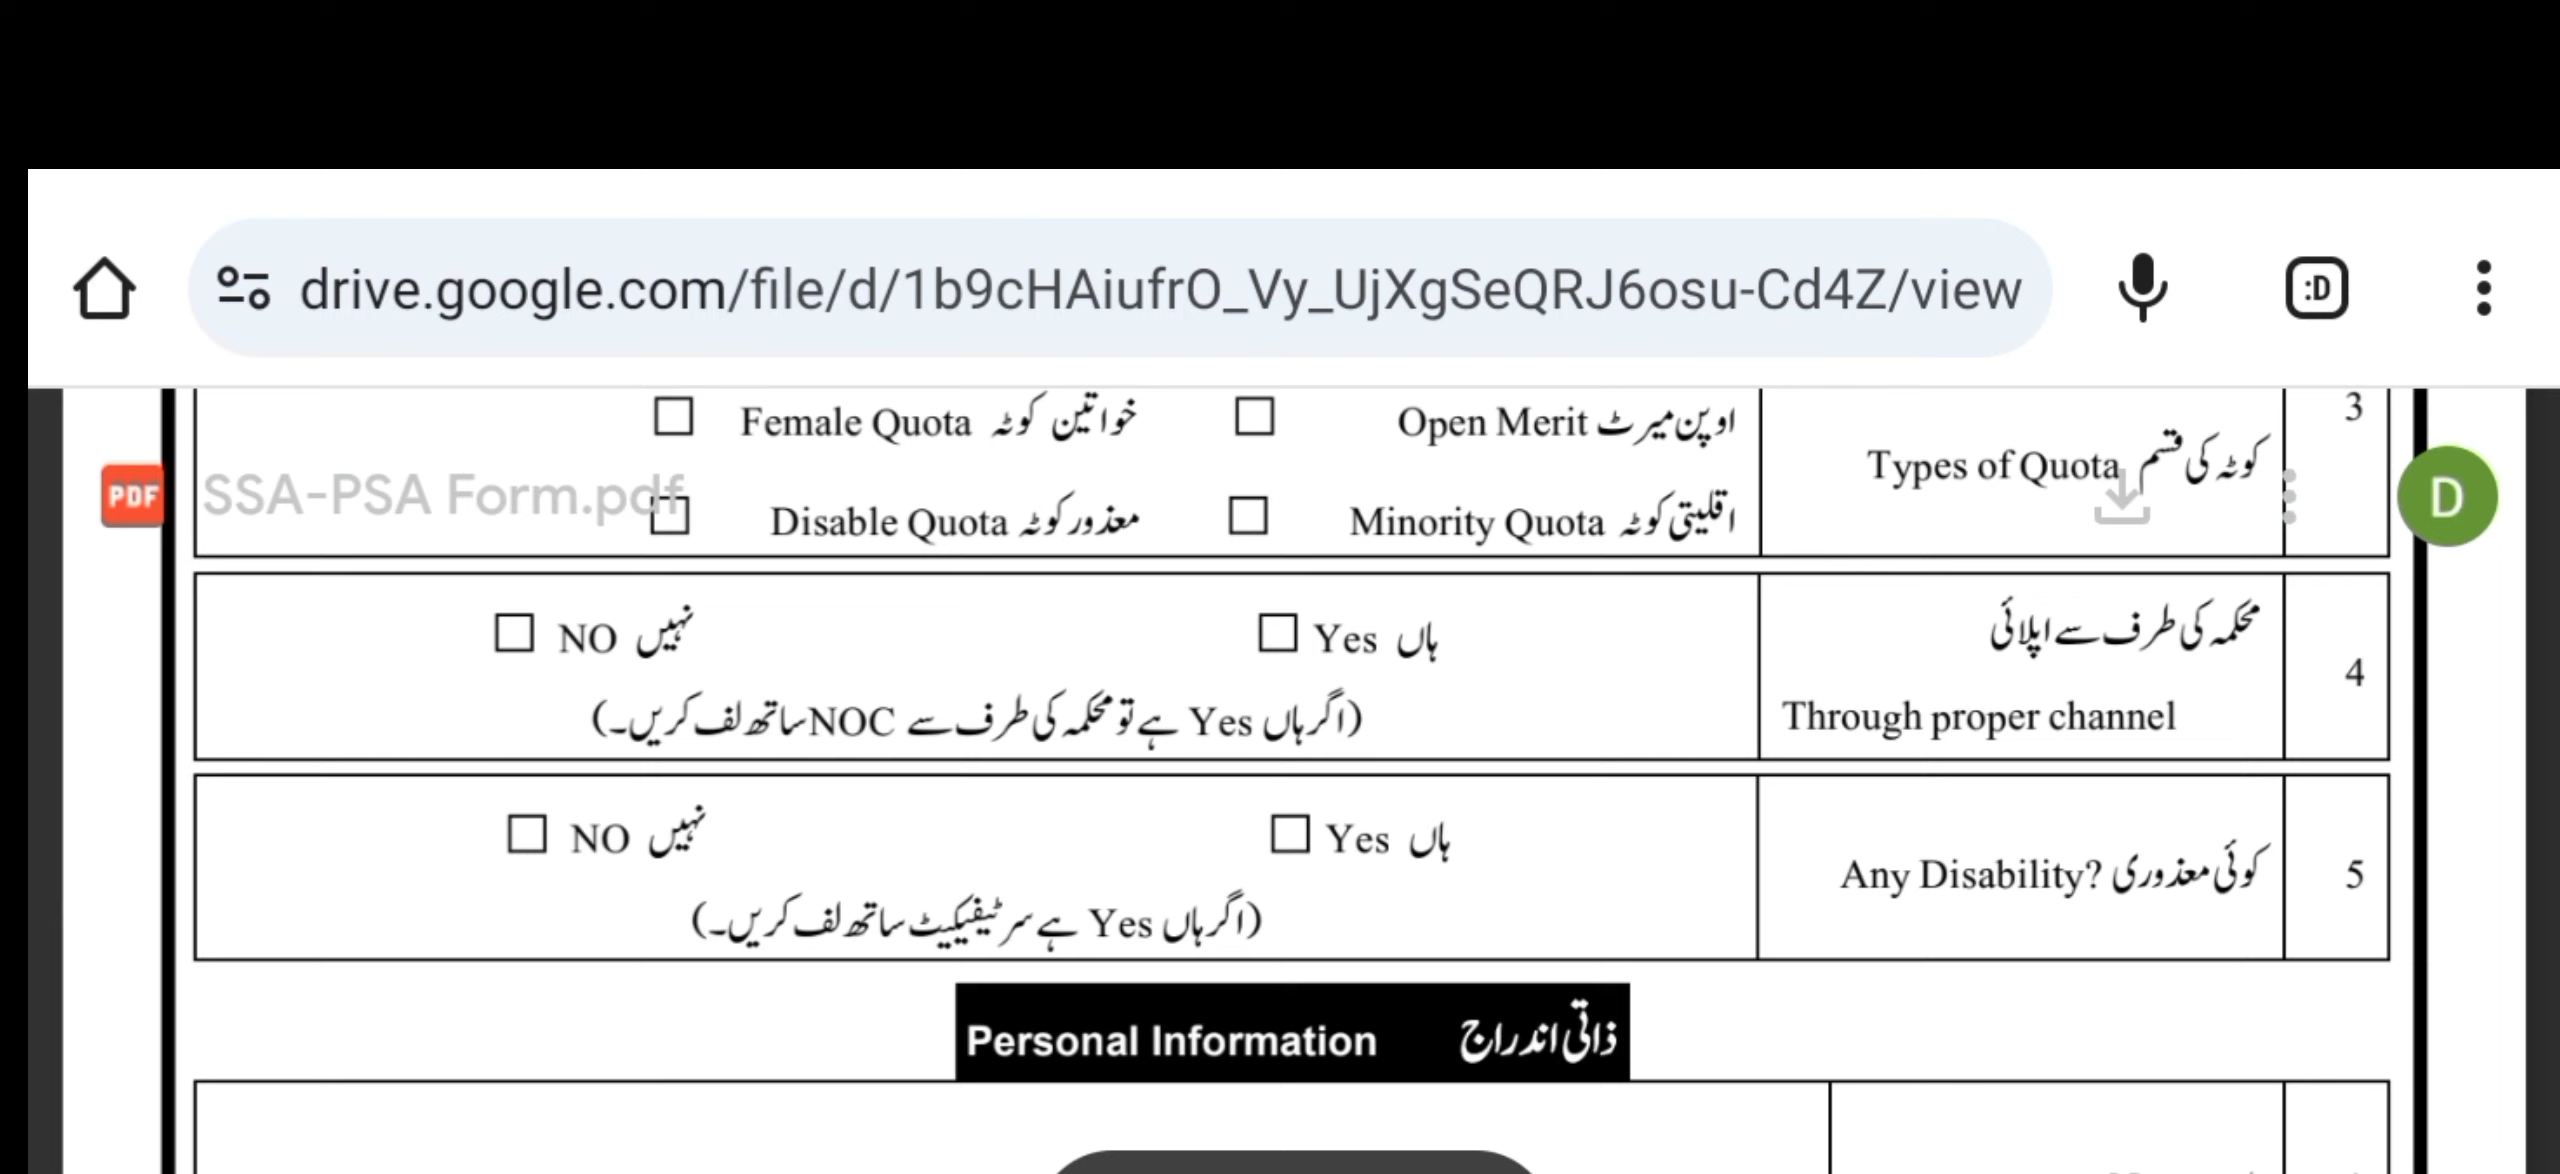 drive.google.com/file/d/1b9cHAiufrO_Vy_UjXgSeQRJ6osu-Cd4Z/view
:D
PDF SSA-PSA Form.pdf
D
3
کوٹہ کی قسم Types of Quota
اوپن میرٹ Open Merit
خواتین کوٹہ Female Quota
اقلیتی کوٹہ Minority Quota
معذور کوٹہ Disable Quota
4
محکمہ کی طرف سے اپلائی
Through proper channel
ہاں Yes
نہیں NO
(اگر ہاں Yes ہے تو محکمہ کی طرف سے NOC ساتھ لف کریں۔)
5
کوئی معذوری Any Disability?
ہاں Yes
نہیں NO
(اگر ہاں Yes ہے سرٹیفیکیٹ ساتھ لف کریں۔)
ذاتی اندراج Personal Information